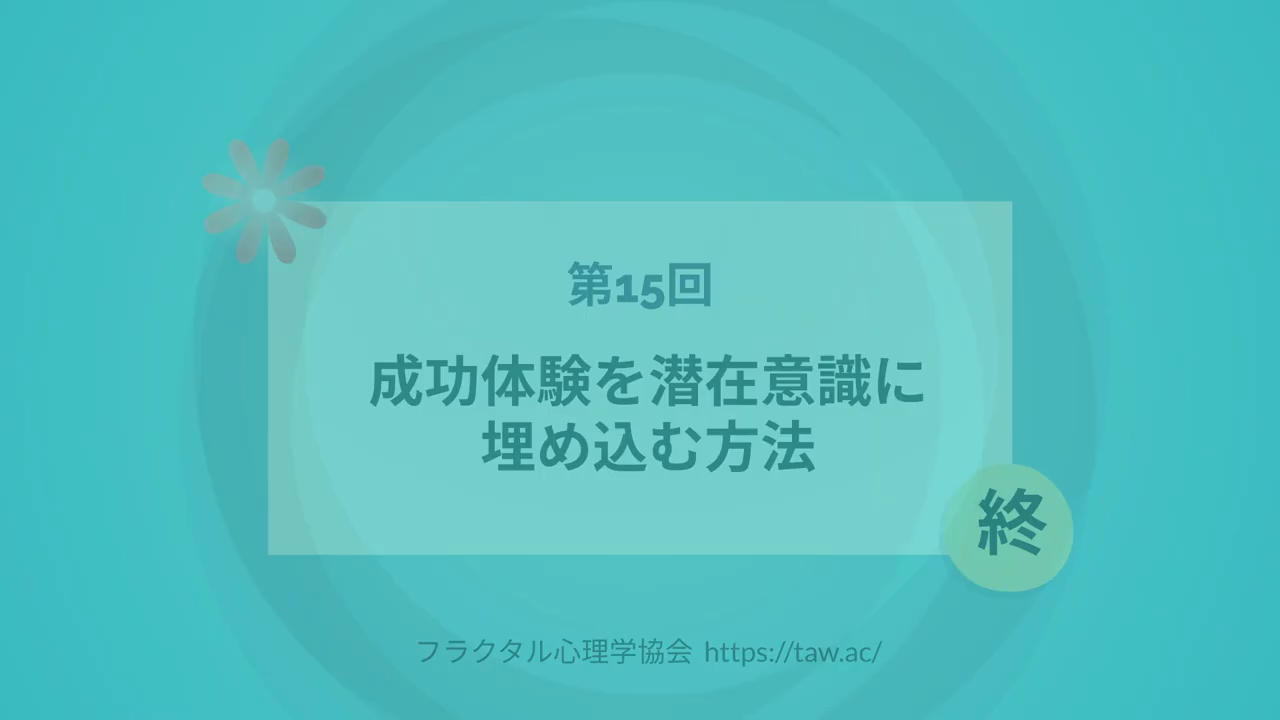 第15回
成功体験を潜在意識に
埋め込む方法
終
フラクタル心理学協会 https://taw.ac/